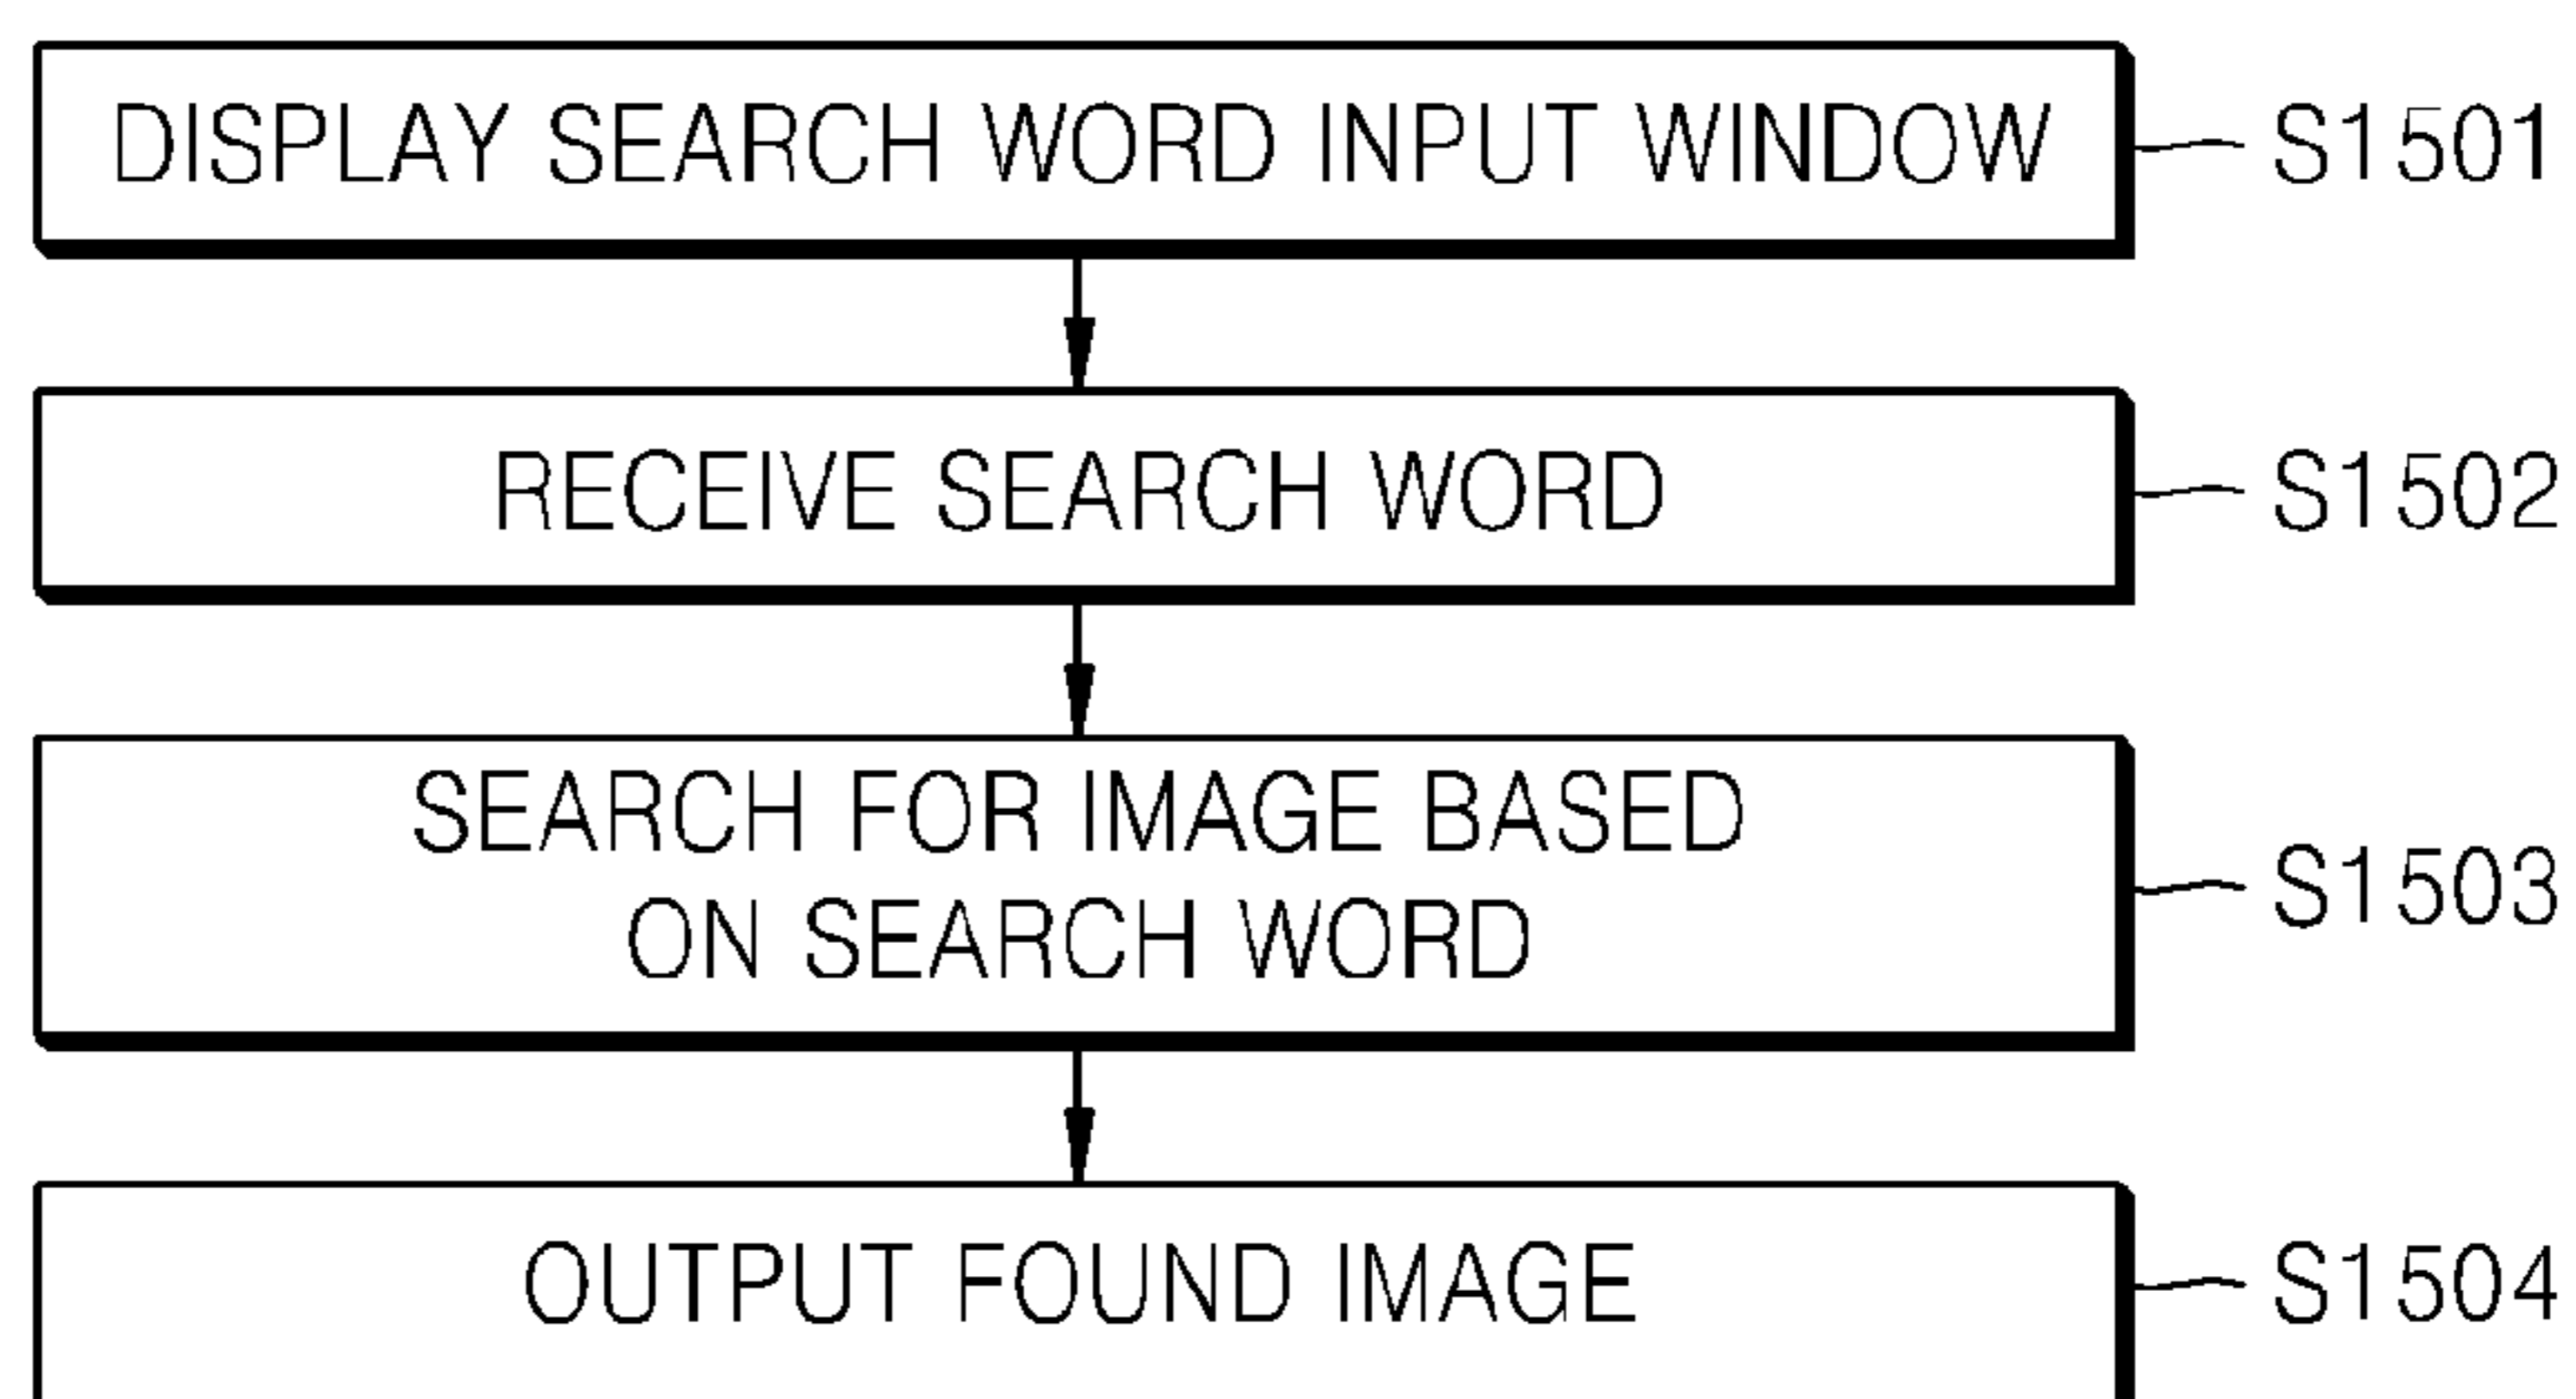 DISPLAY SEARCH WORD INPUT WINDOW
S1501
RECEIVE SEARCH WORD
S1502
SEARCH FOR IMAGE BASED
ON SEARCH WORD
S1503
OUTPUT FOUND IMAGE
S1504